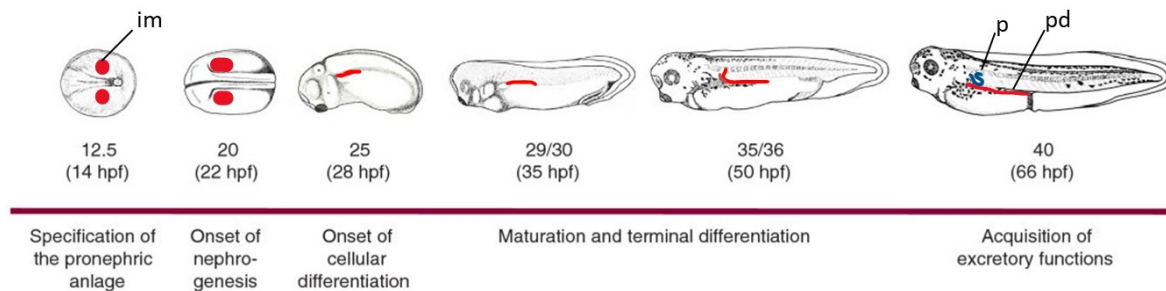 im
p
pd
12.5
(14 hpf)
20
(22 hpf)
25
(28 hpf)
29/30
(35 hpf)
35/36
(50 hpf)
40
(66 hpf)
Specification of
the pronephric
anlage
Onset of
nephro-
genesis
Onset of
cellular
differentiation
Maturation and terminal differentiation
Acquisition of
excretory functions